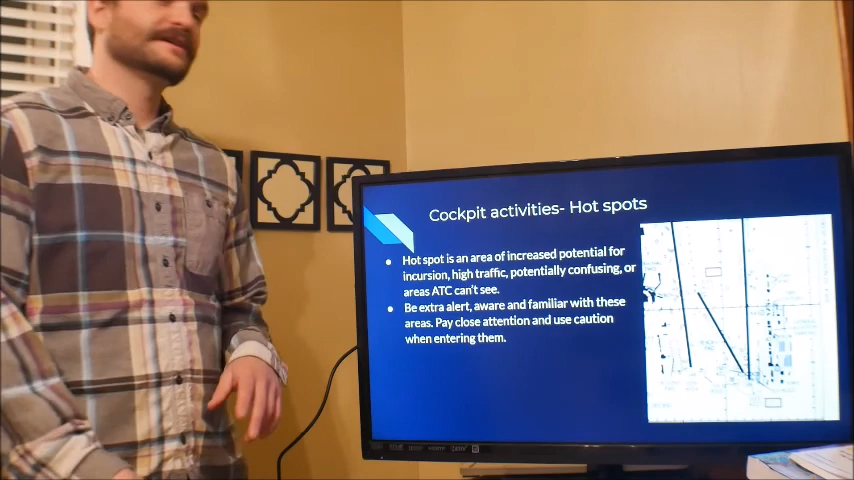 Cockpit activities- Hot spots
Hot spot is an area of increased potential for
incursion, high traffic, potentially confusing, or
areas ATC can't see.
Be extra alert, aware and familiar with these
areas. Pay close attention and use caution
when entering them.